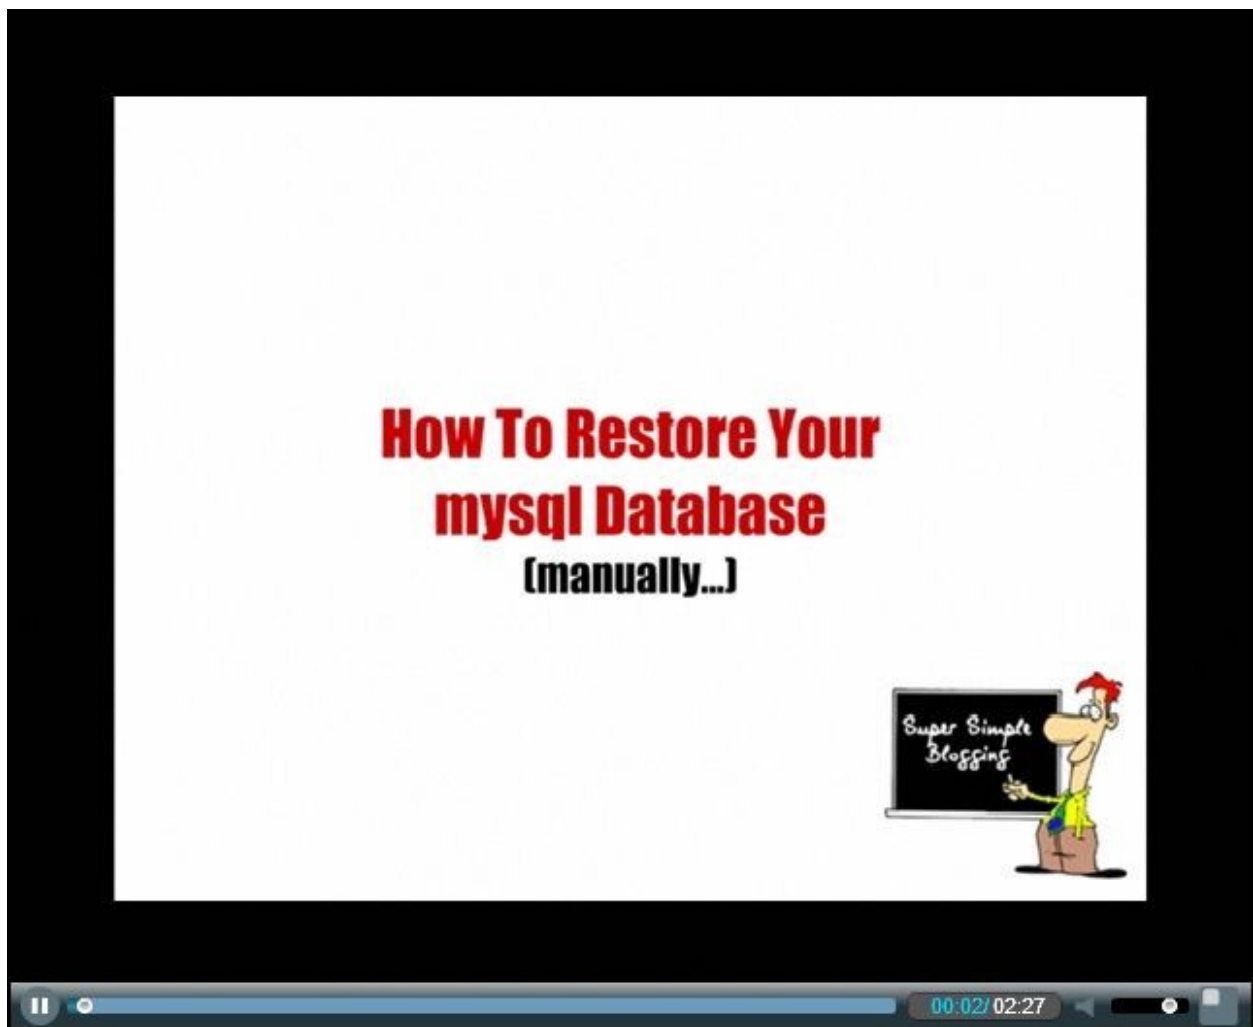 How To Restore Your
mysql Database
(manually...)
Super Simple
Blogging
00:02/02:27